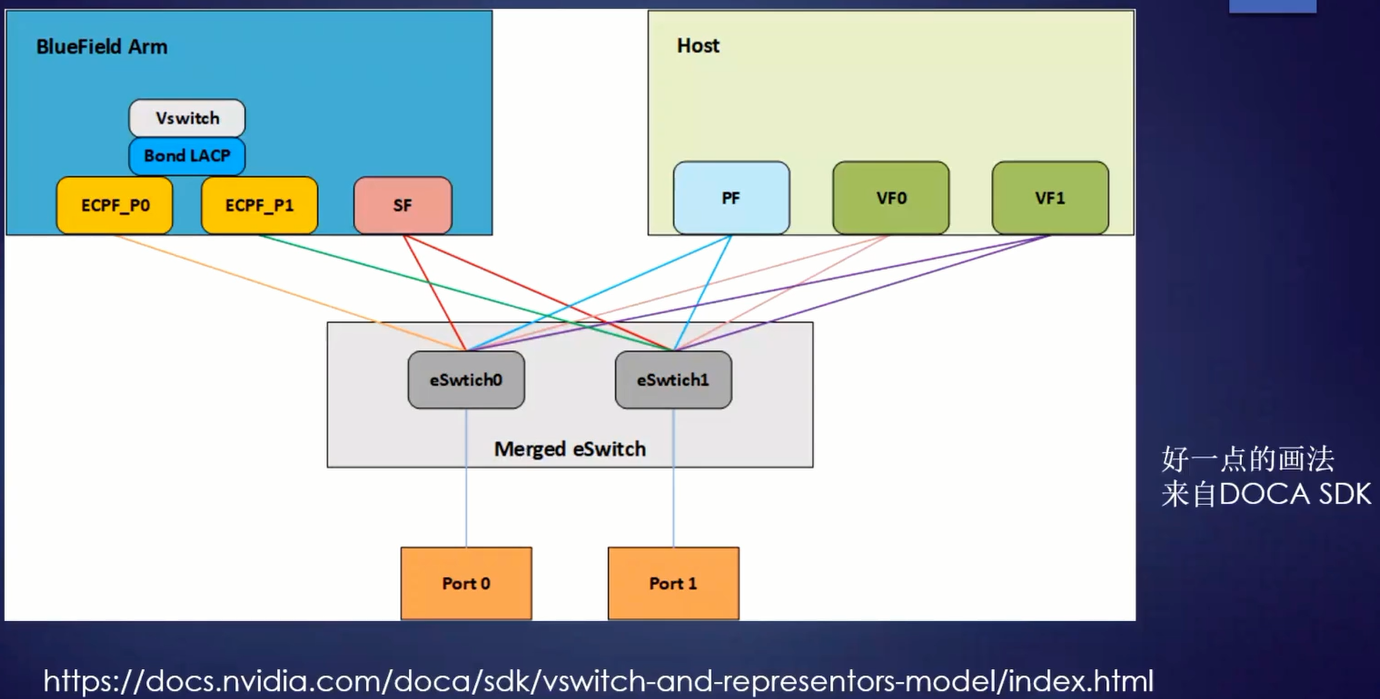 BlueField Arm
Host
Vswitch
Bond LACP
ECPF_P0
ECPF_P1
SF
PF
VF0
VF1
eSwtich0
eSwtich1
Merged eSwitch
好一点的画法
来自DOCA SDK
Port 0
Port 1
https://docs.nvidia.com/doca/sdk/vswitch-and-representors-model/index.html